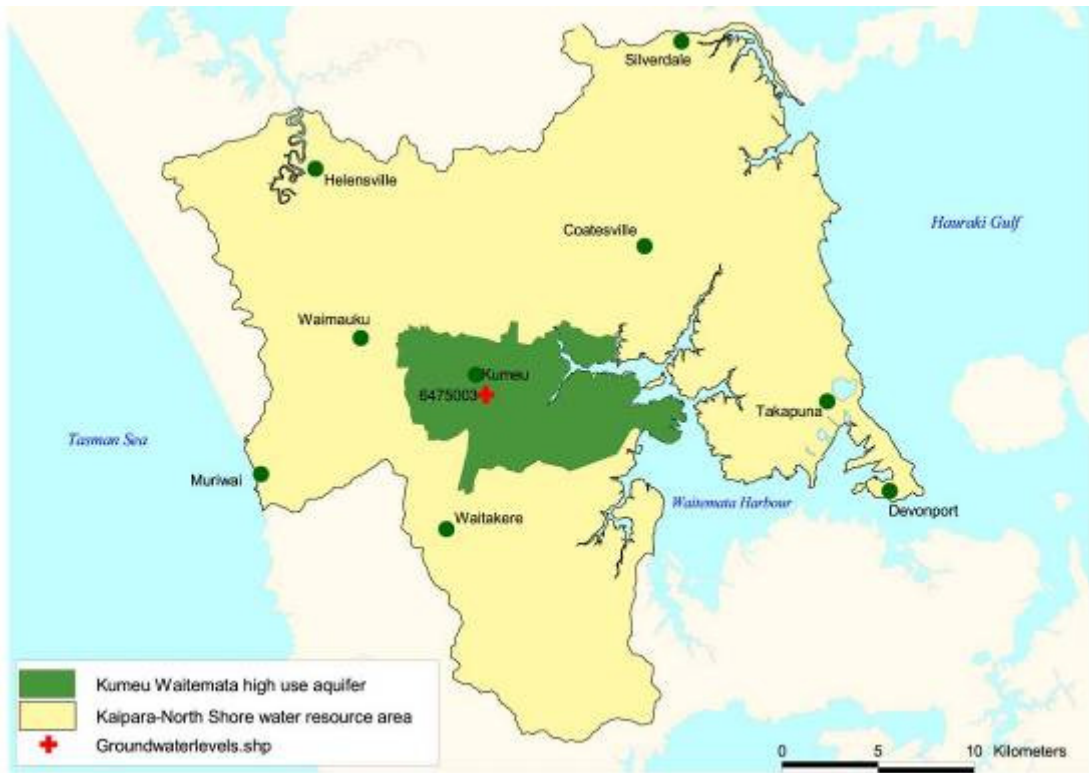 Silverdale
Helensville
Coatesville
Hauraki Gulf
Waimauku
Kumeu
6475003
Takapuna
Tasman Sea
Muriwai
Waitemata Harbour
Devonport
Waitakere
Kumeu Waitemata high use aquifer
Kaipara-North Shore water resource area
Groundwaterlevels.shp
0 5 10 Kilometers